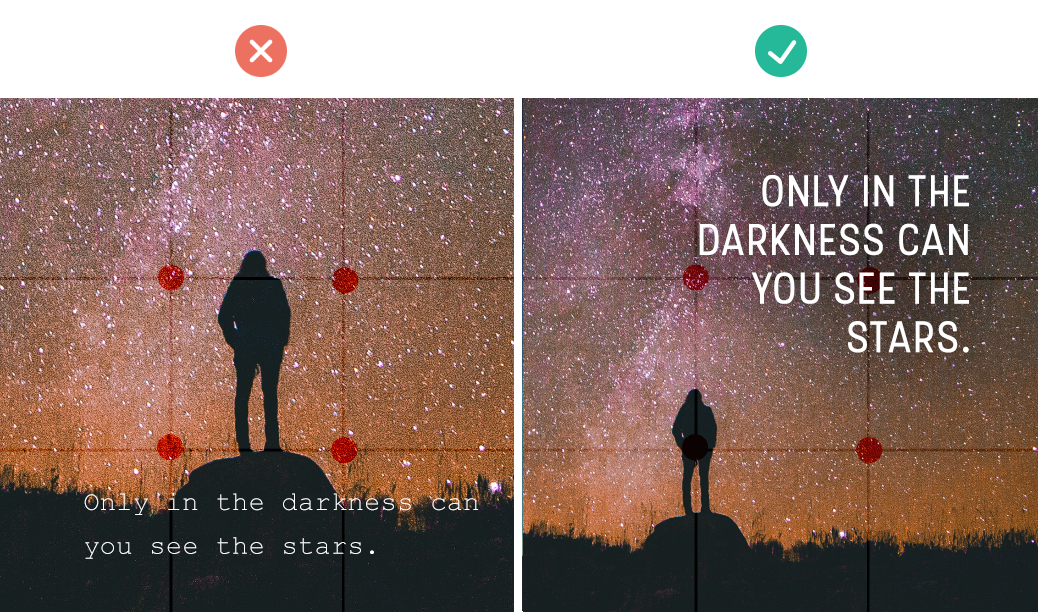 Only in the darkness can
you see the stars.
ONLY IN THE
DARKNESS CAN
YOU SEE THE
STARS.